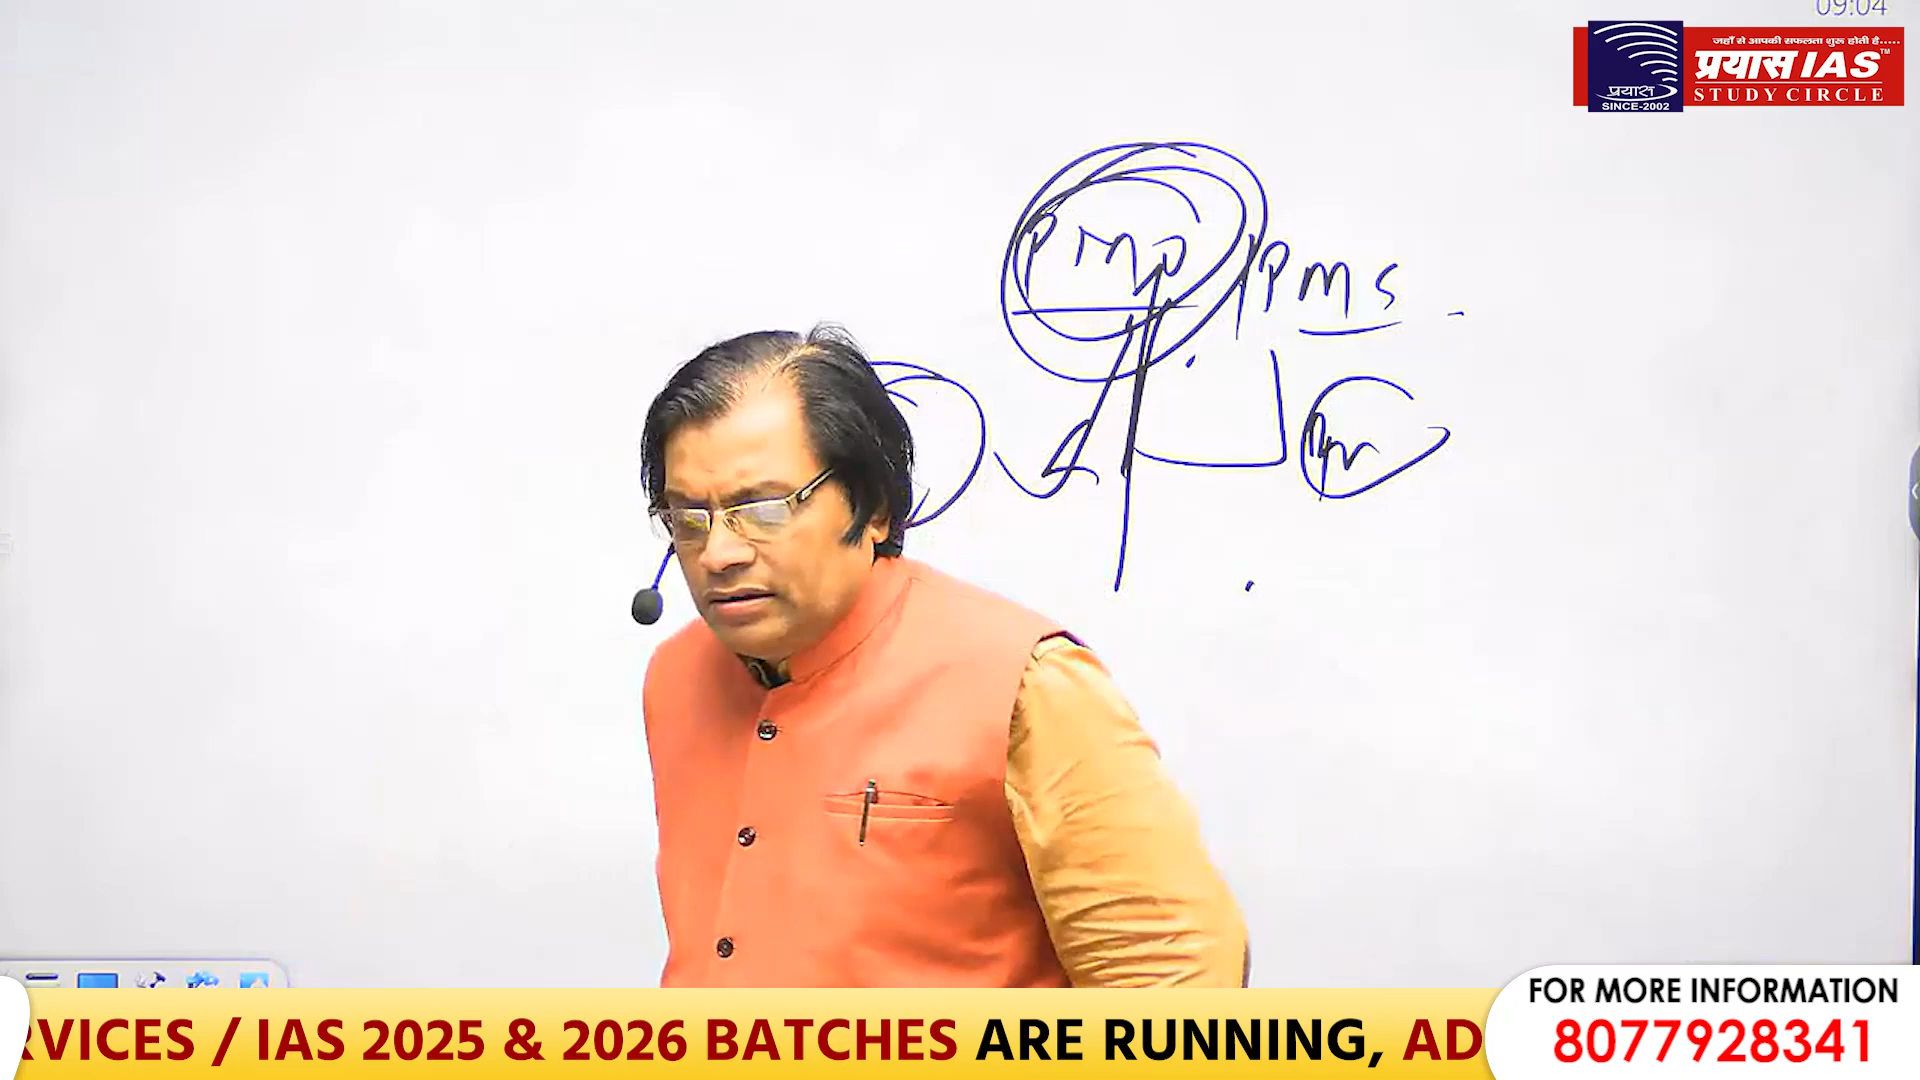 09:04
जहाँ से आपकी सफलता शुरू होती है.....
प्रयास IAS™
STUDY CIRCLE
प्रयास
SINCE-2002
PMO / PMS
RVICES / IAS 2025 & 2026 BATCHES ARE RUNNING, AD
FOR MORE INFORMATION
8077928341